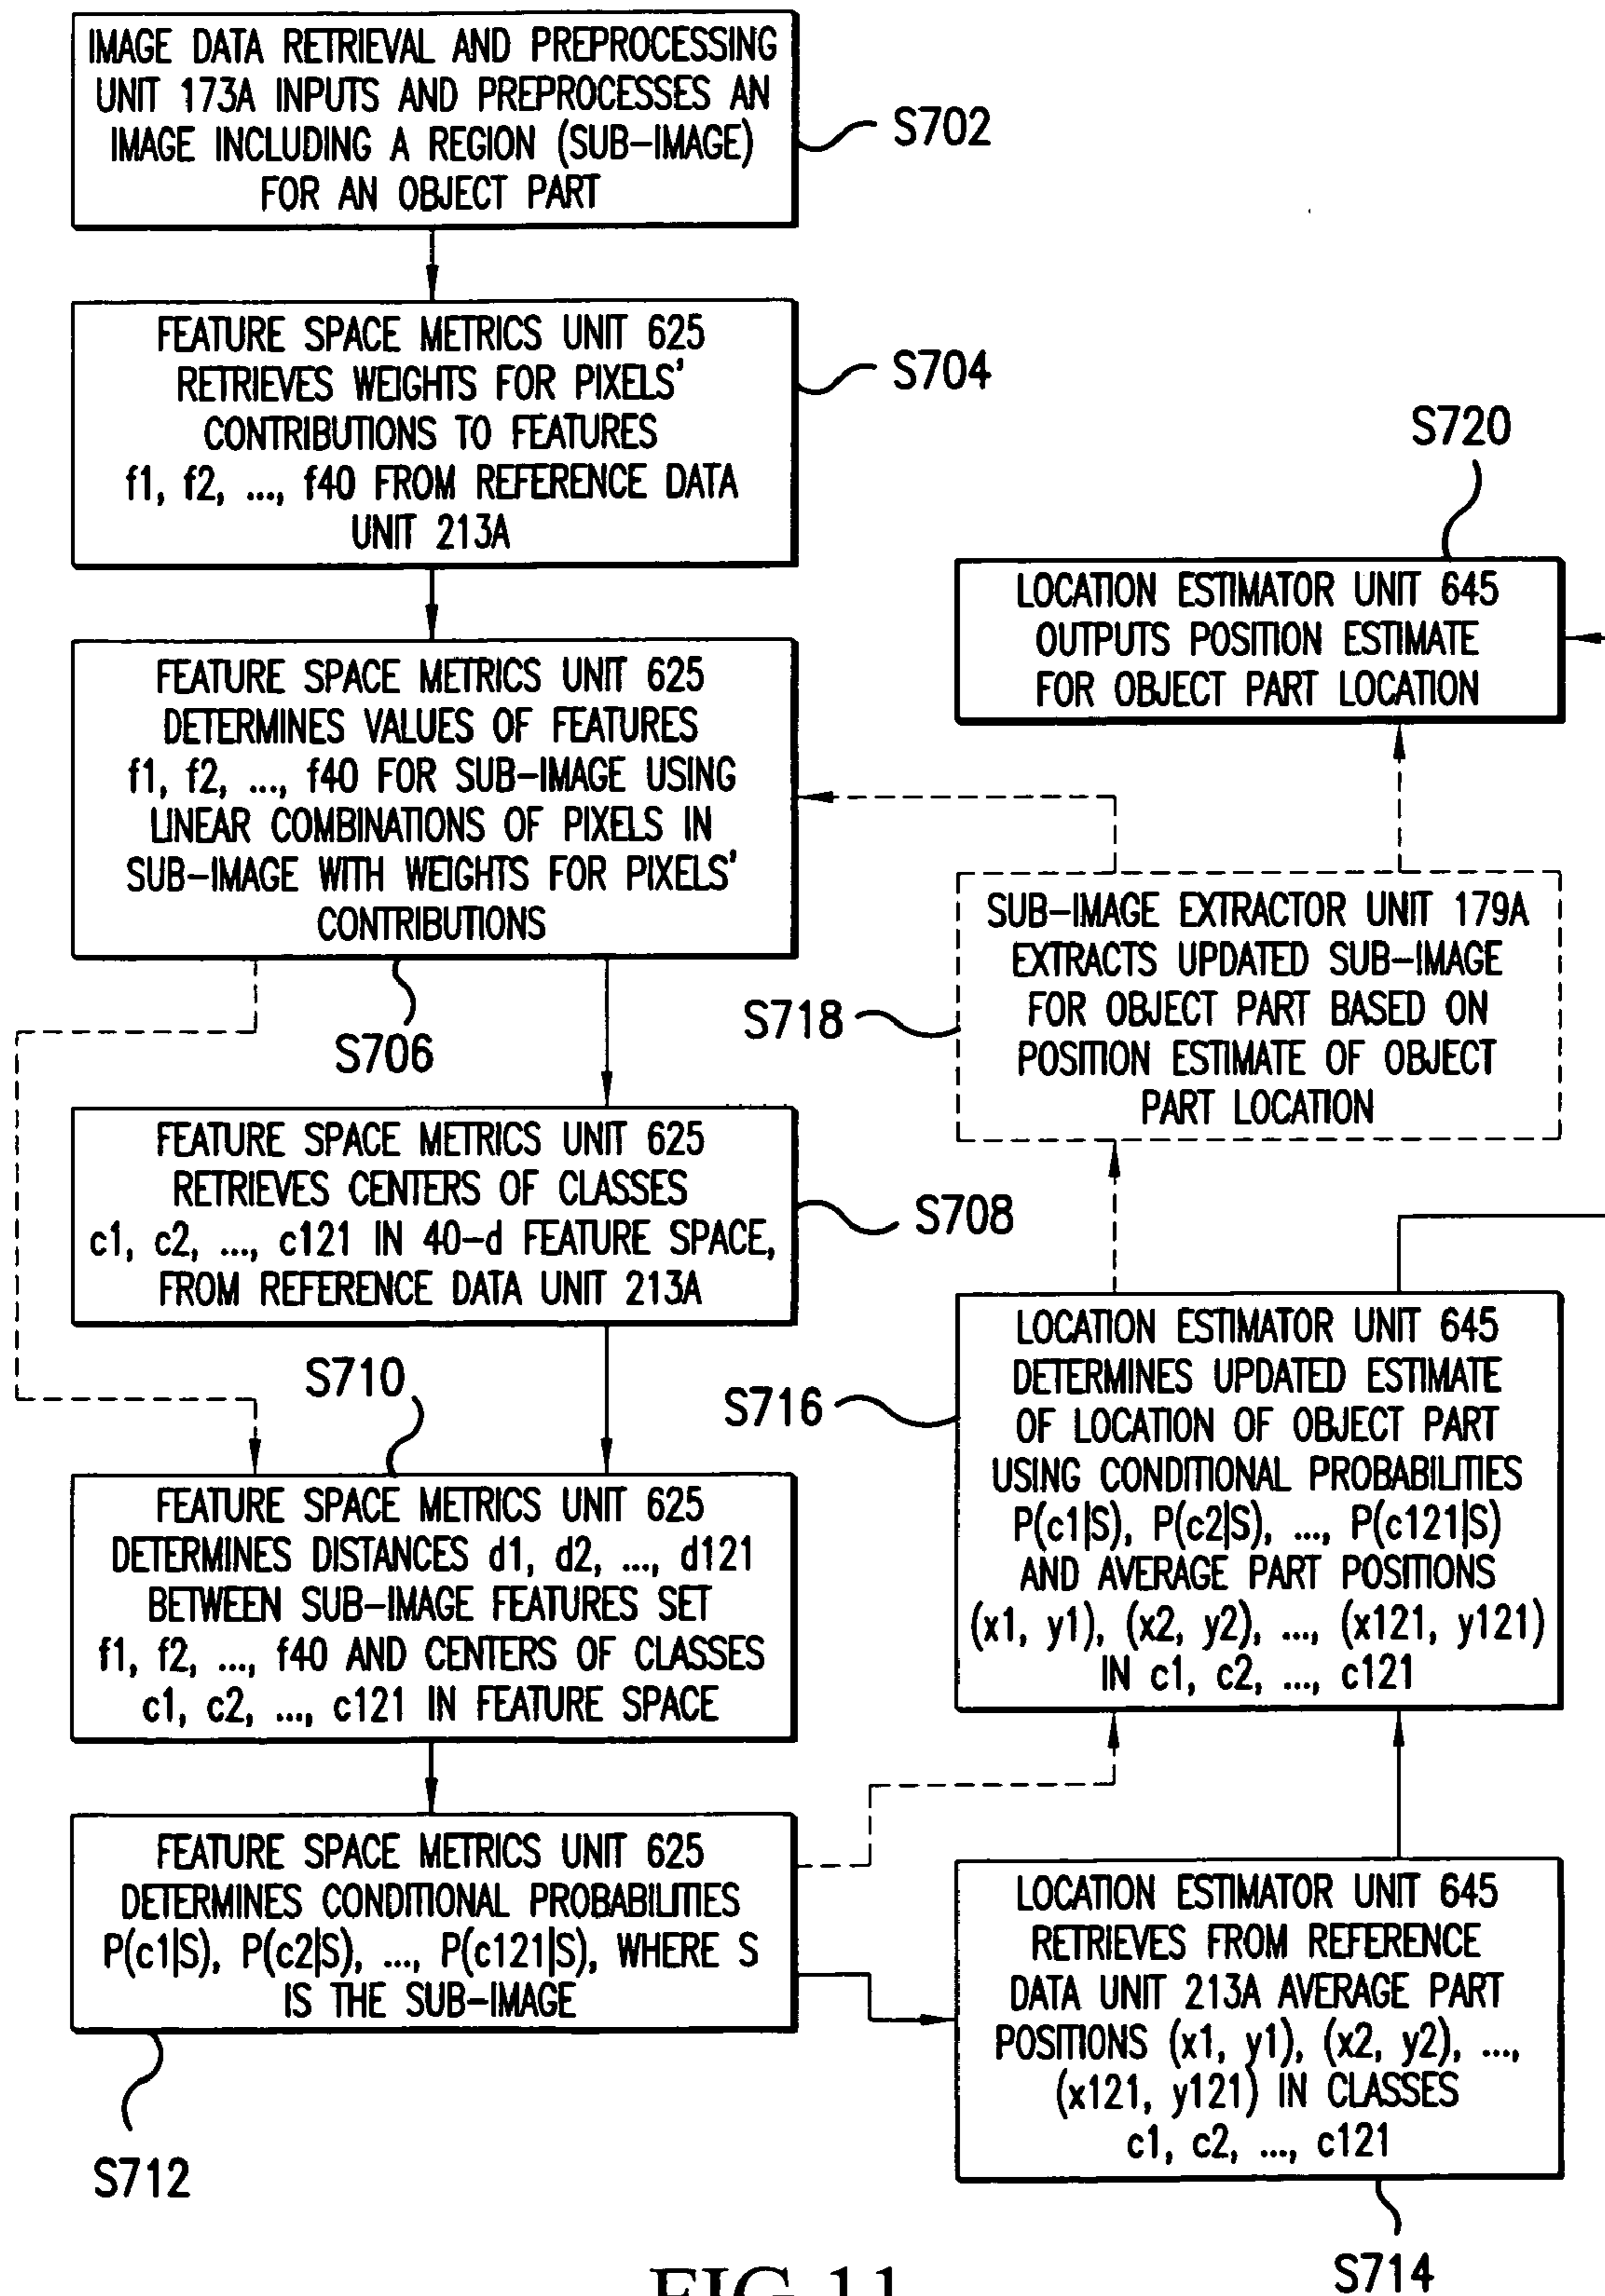 IMAGE DATA RETRIEVAL AND PREPROCESSING
UNIT 173A INPUTS AND PREPROCESSES AN
IMAGE INCLUDING A REGION (SUB-IMAGE)
FOR AN OBJECT PART
S702
FEATURE SPACE METRICS UNIT 625
RETRIEVES WEIGHTS FOR PIXELS'
CONTRIBUTIONS TO FEATURES
f1, f2, ..., f40 FROM REFERENCE DATA
UNIT 213A
S704
FEATURE SPACE METRICS UNIT 625
DETERMINES VALUES OF FEATURES
f1, f2, ..., f40 FOR SUB-IMAGE USING
LINEAR COMBINATIONS OF PIXELS IN
SUB-IMAGE WITH WEIGHTS FOR PIXELS'
CONTRIBUTIONS
S706
FEATURE SPACE METRICS UNIT 625
RETRIEVES CENTERS OF CLASSES
c1, c2, ..., c121 IN 40-d FEATURE SPACE,
FROM REFERENCE DATA UNIT 213A
S708
S710
FEATURE SPACE METRICS UNIT 625
DETERMINES DISTANCES d1, d2, ..., d121
BETWEEN SUB-IMAGE FEATURES SET
f1, f2, ..., f40 AND CENTERS OF CLASSES
c1, c2, ..., c121 IN FEATURE SPACE
FEATURE SPACE METRICS UNIT 625
DETERMINES CONDITIONAL PROBABILITIES
P(c1|S), P(c2|S), ..., P(c121|S), WHERE S
IS THE SUB-IMAGE
S712
S720
LOCATION ESTIMATOR UNIT 645
OUTPUTS POSITION ESTIMATE
FOR OBJECT PART LOCATION
SUB-IMAGE EXTRACTOR UNIT 179A
EXTRACTS UPDATED SUB-IMAGE
FOR OBJECT PART BASED ON
POSITION ESTIMATE OF OBJECT
PART LOCATION
S718
LOCATION ESTIMATOR UNIT 645
DETERMINES UPDATED ESTIMATE
OF LOCATION OF OBJECT PART
USING CONDITIONAL PROBABILITIES
P(c1|S), P(c2|S), ..., P(c121|S)
AND AVERAGE PART POSITIONS
(x1, y1), (x2, y2), ..., (x121, y121)
IN c1, c2, ..., c121
S716
LOCATION ESTIMATOR UNIT 645
RETRIEVES FROM REFERENCE
DATA UNIT 213A AVERAGE PART
POSITIONS (x1, y1), (x2, y2), ...,
(x121, y121) IN CLASSES
c1, c2, ..., c121
S714
FIG.11